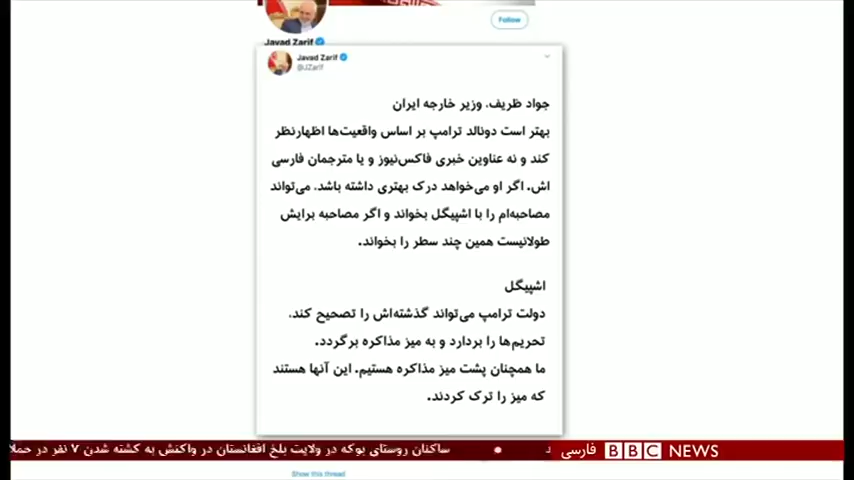 Follow
Javad Zarif
Javad Zarif
@JZarif
جواد ظریف، وزیر خارجه ایران
بهتر است دونالد ترامپ بر اساس واقعیت‌ها اظهارنظر
کند و نه عناوین خبری فاکس‌نیوز و یا مترجمان فارسی
اش. اگر او می‌خواهد درک بهتری داشته باشد، می‌تواند
مصاحبه‌ام را با اشپیگل بخواند و اگر مصاحبه برایش
طولانیست همین چند سطر را بخواند.
اشپیگل
دولت ترامپ می‌تواند گذشته‌اش را تصحیح کند،
تحریم‌ها را بردارد و به میز مذاکره برگردد.
ما همچنان پشت میز مذاکره هستیم. این آنها هستند
که میز را ترک کردند.
ساکنان روستای بوکه در ولایت بلخ افغانستان در واکنش به کشته شدن ۷ نفر در
فارسی BBC NEWS
Show this thread